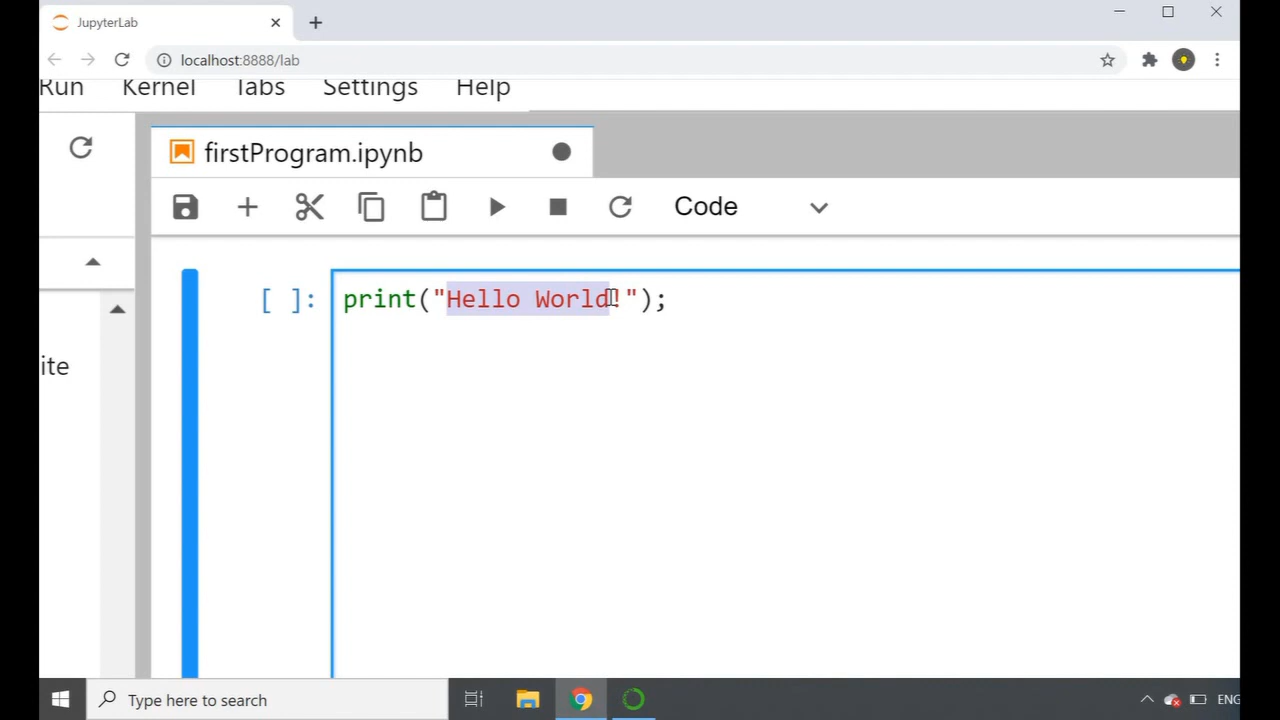 JupyterLab
localhost:8888/lab
Run Kernel Tabs Settings Help
firstProgram.ipynb
Code
[ ]: print("Hello World!");
ite
Type here to search
ENG